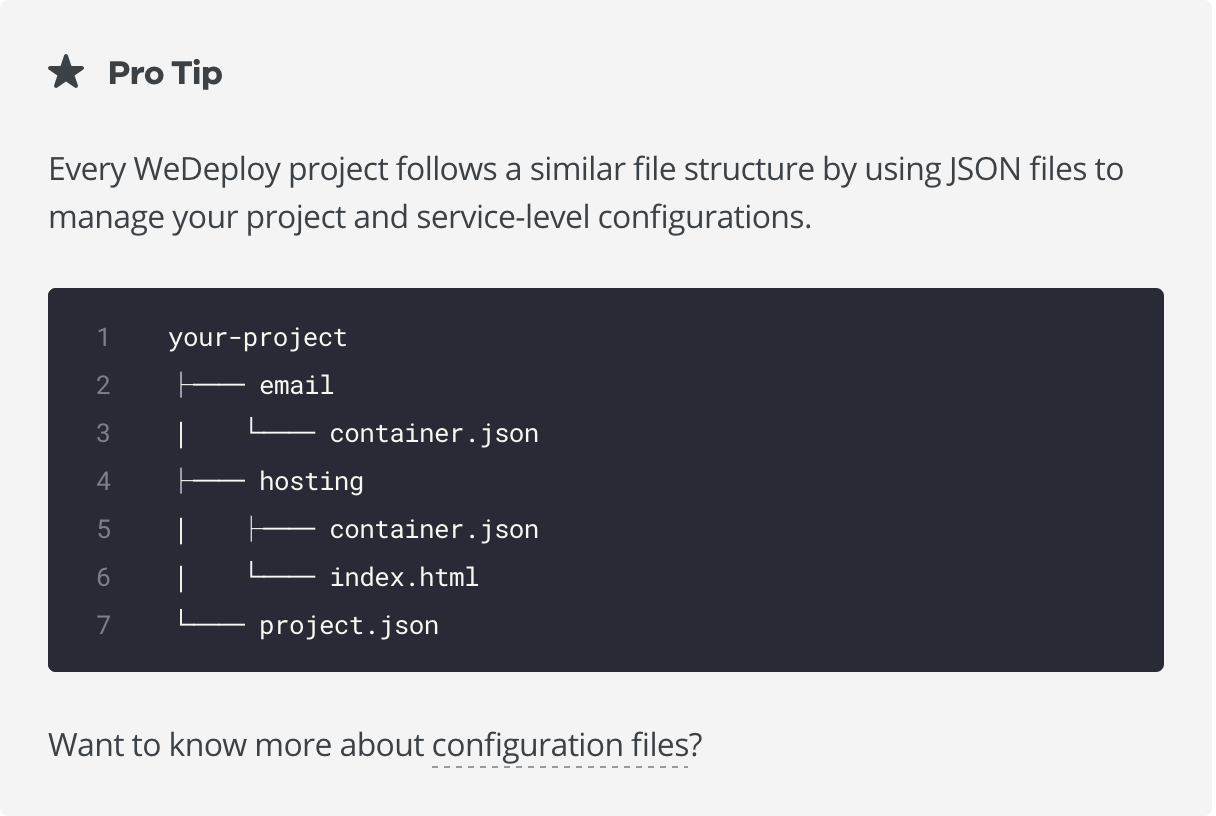 Pro Tip
Every WeDeploy project follows a similar file structure by using JSON files to
manage your project and service-level configurations.
1 your-project
2 ├── email
3 |   └── container.json
4 ├── hosting
5 |   ├── container.json
6 |   └── index.html
7 └── project.json
Want to know more about configuration files?